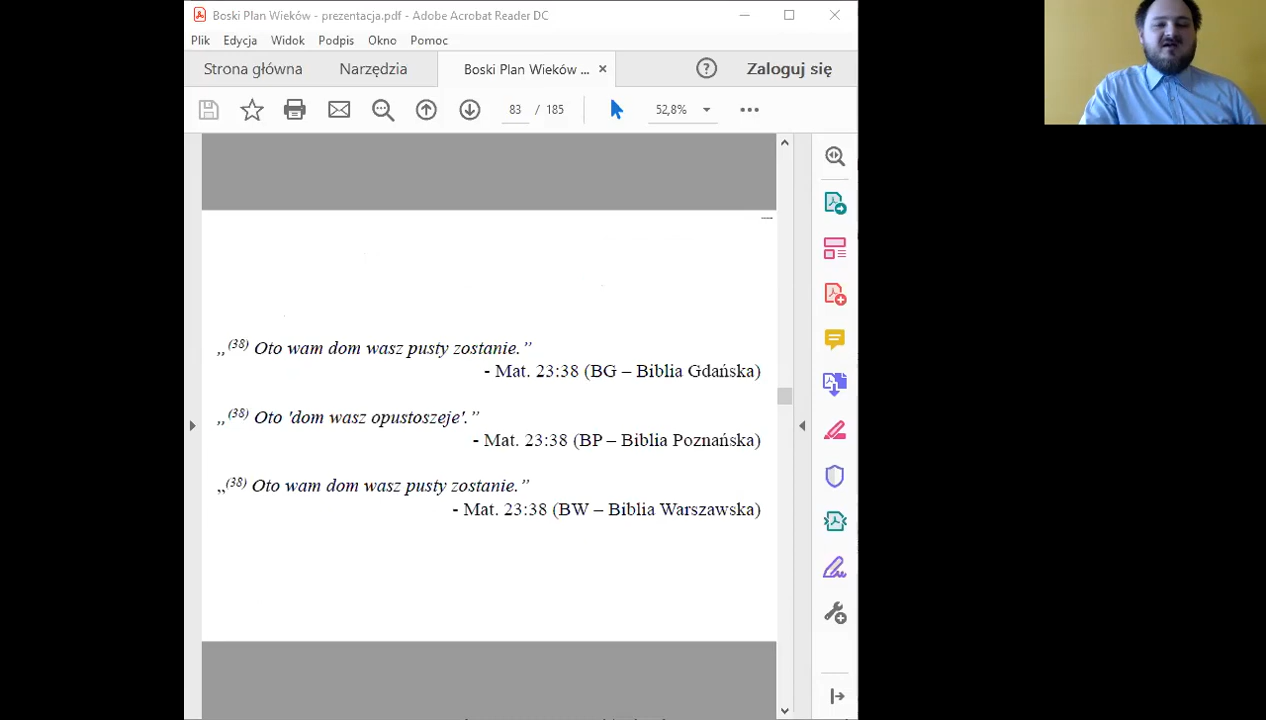 Boski Plan Wieków - prezentacja.pdf - Adobe Acrobat Reader DC
Plik Edycja Widok Podpis Okno Pomoc
Strona główna Narzędzia Boski Plan Wieków ... Zaloguj się
83 / 185 52,8%
„(38) Oto wam dom wasz pusty zostanie.”
- Mat. 23:38 (BG – Biblia Gdańska)
„(38) Oto 'dom wasz opustoszeje'.”
- Mat. 23:38 (BP – Biblia Poznańska)
„(38) Oto wam dom wasz pusty zostanie.”
- Mat. 23:38 (BW – Biblia Warszawska)